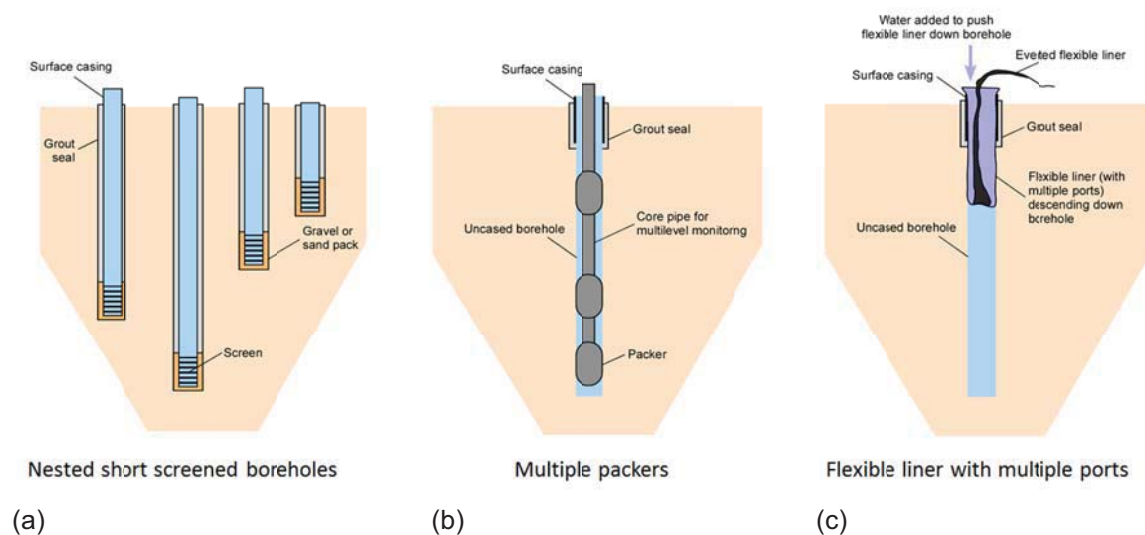 Surface casing
Grout
seal
Gravel or
sand pack
Screen
Nested short screened boreholes
(a)
Surface casing
Grout seal
Uncased borehole
Core pipe for
multilevel monitorng
Packer
Multiple packers
(b)
Water added to push
flexible liner down borehole
Eveted flexible liner
Surface casing
Grout seal
Flexible liner (with
multiple ports)
descending down
borehole
Uncased borehole
Flexible liner with multiple ports
(c)